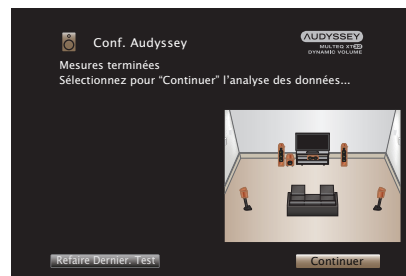 Conf. Audyssey
AUDYSSEY
MULTEQ XT32
DYNAMIC VOLUME
Mesures terminées
Sélectionnez pour “Continuer” l’analyse des données...
Refaire Dernier. Test
Continuer